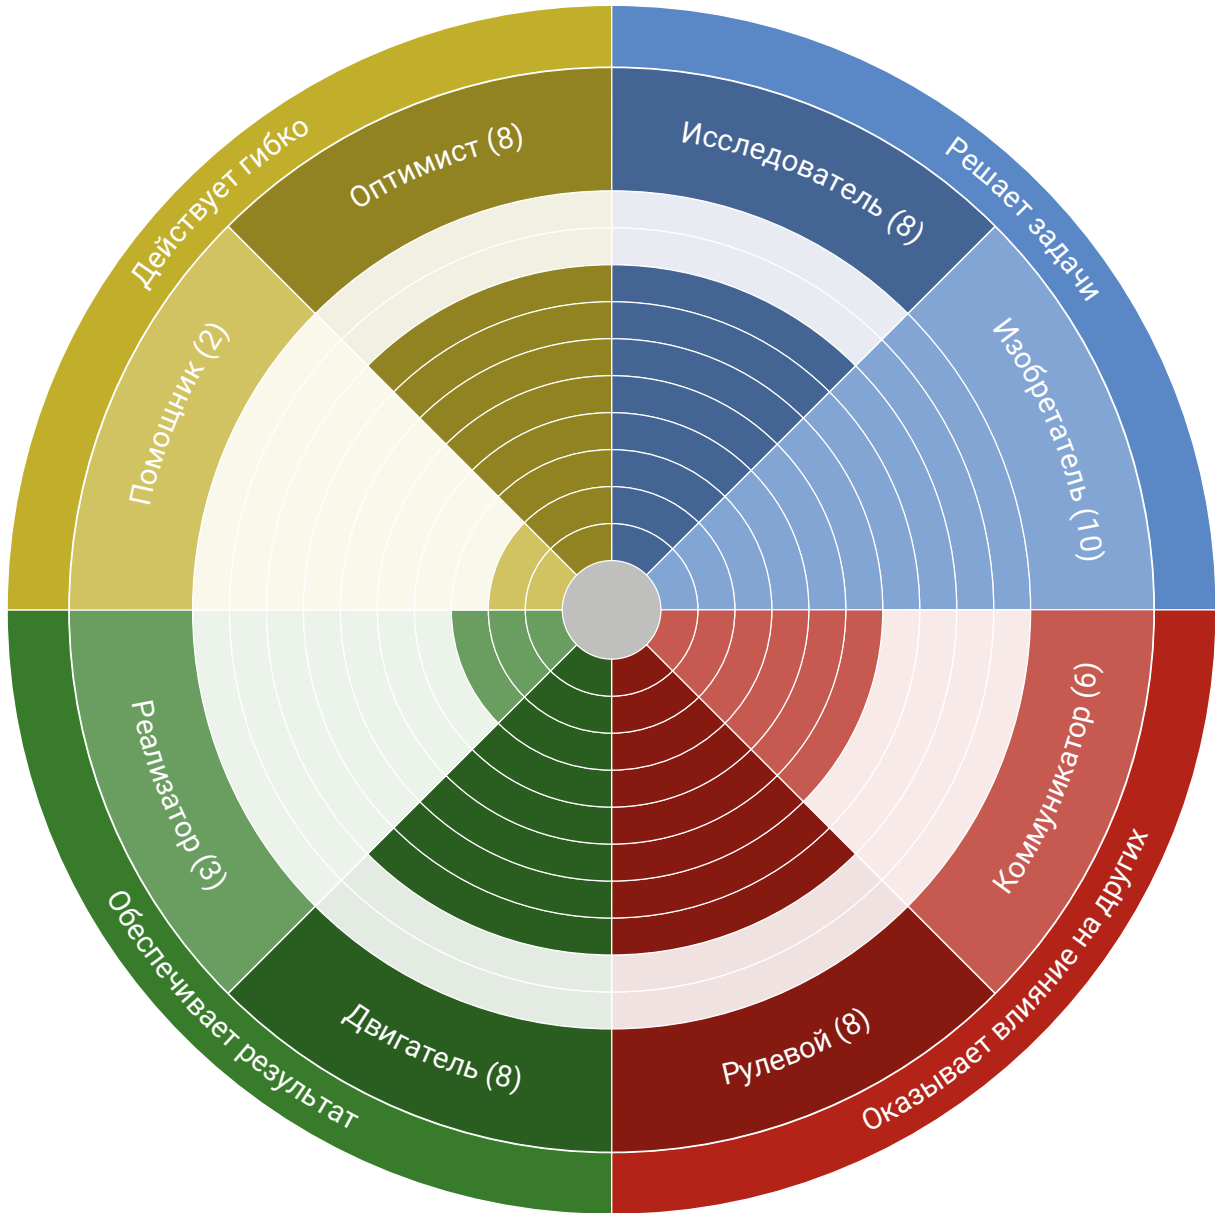 Действует гибко
Решает задачи
Оптимист (8)
Исследователь (8)
Помощник (2)
Изобретатель (10)
Реализатор (3)
Коммуникатор (6)
Двигатель (8)
Рулевой (8)
Обеспечивает результат
Оказывает влияние на других